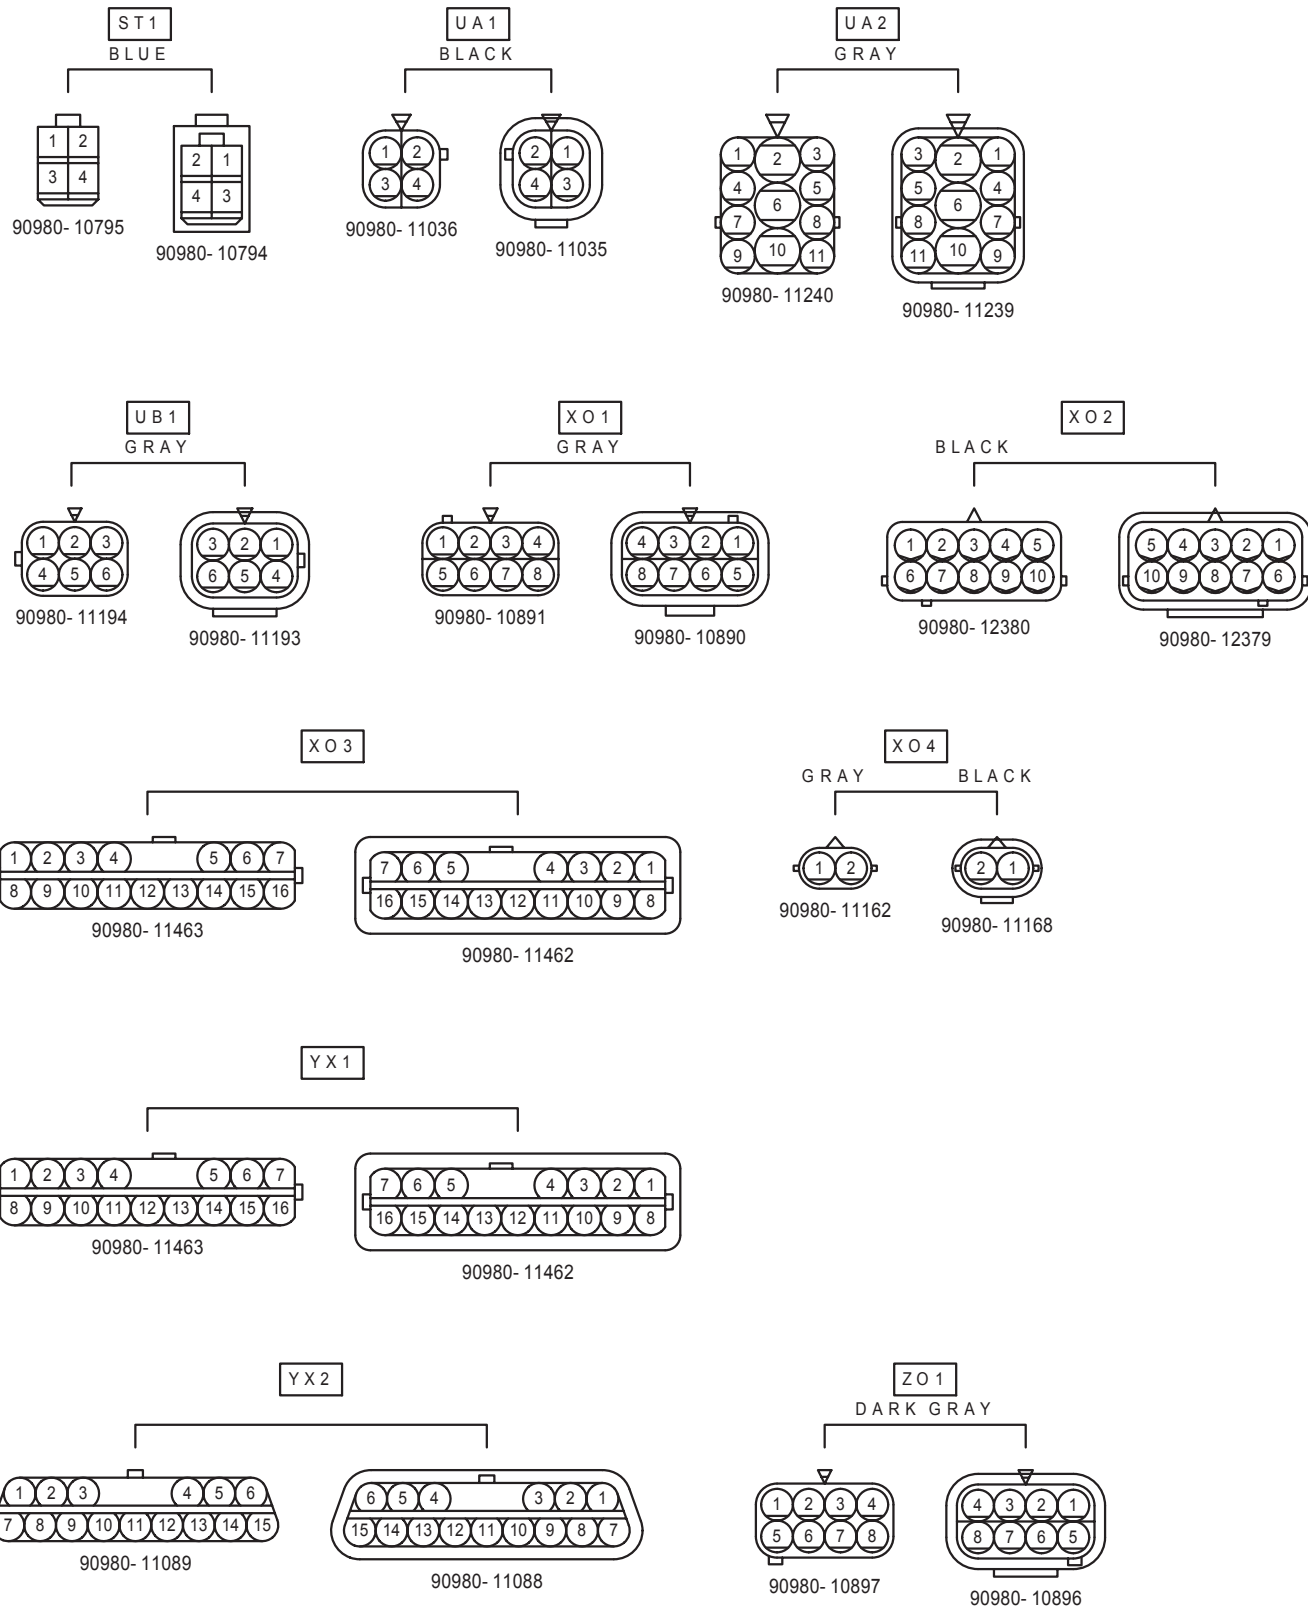 ST1
BLUE
1 2
3 4
90980-10795
2 1
4 3
90980-10794
UA1
BLACK
1 2
3 4
90980-11036
2 1
4 3
90980-11035
UA2
GRAY
1 2 3
4 5
6
7 8
9 10 11
90980-11240
3 2 1
5 4
6
8 7
11 10 9
90980-11239
UB1
GRAY
1 2 3
4 5 6
90980-11194
3 2 1
6 5 4
90980-11193
XO1
GRAY
1 2 3 4
5 6 7 8
90980-10891
4 3 2 1
8 7 6 5
90980-10890
XO2
BLACK
1 2 3 4 5
6 7 8 9 10
90980-12380
5 4 3 2 1
10 9 8 7 6
90980-12379
XO3
1 2 3 4 5 6 7
8 9 10 11 12 13 14 15 16
90980-11463
7 6 5 4 3 2 1
16 15 14 13 12 11 10 9 8
90980-11462
XO4
GRAY
BLACK
1 2
90980-11162
2 1
90980-11168
YX1
1 2 3 4 5 6 7
8 9 10 11 12 13 14 15 16
90980-11463
7 6 5 4 3 2 1
16 15 14 13 12 11 10 9 8
90980-11462
YX2
1 2 3 4 5 6
7 8 9 10 11 12 13 14 15
90980-11089
6 5 4 3 2 1
15 14 13 12 11 10 9 8 7
90980-11088
ZO1
DARK GRAY
1 2 3 4
5 6 7 8
90980-10897
4 3 2 1
8 7 6 5
90980-10896